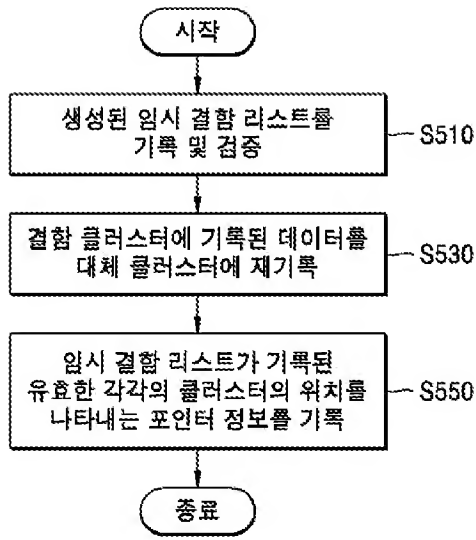 시작
생성된 임시 결함 리스트를
기록 및 검증
S510
결함 클러스터에 기록된 데이터를
대체 클러스터에 재기록
S530
임시 결함 리스트가 기록된
유효한 각각의 클러스터의 위치를
나타내는 포인터 정보를 기록
S550
종료